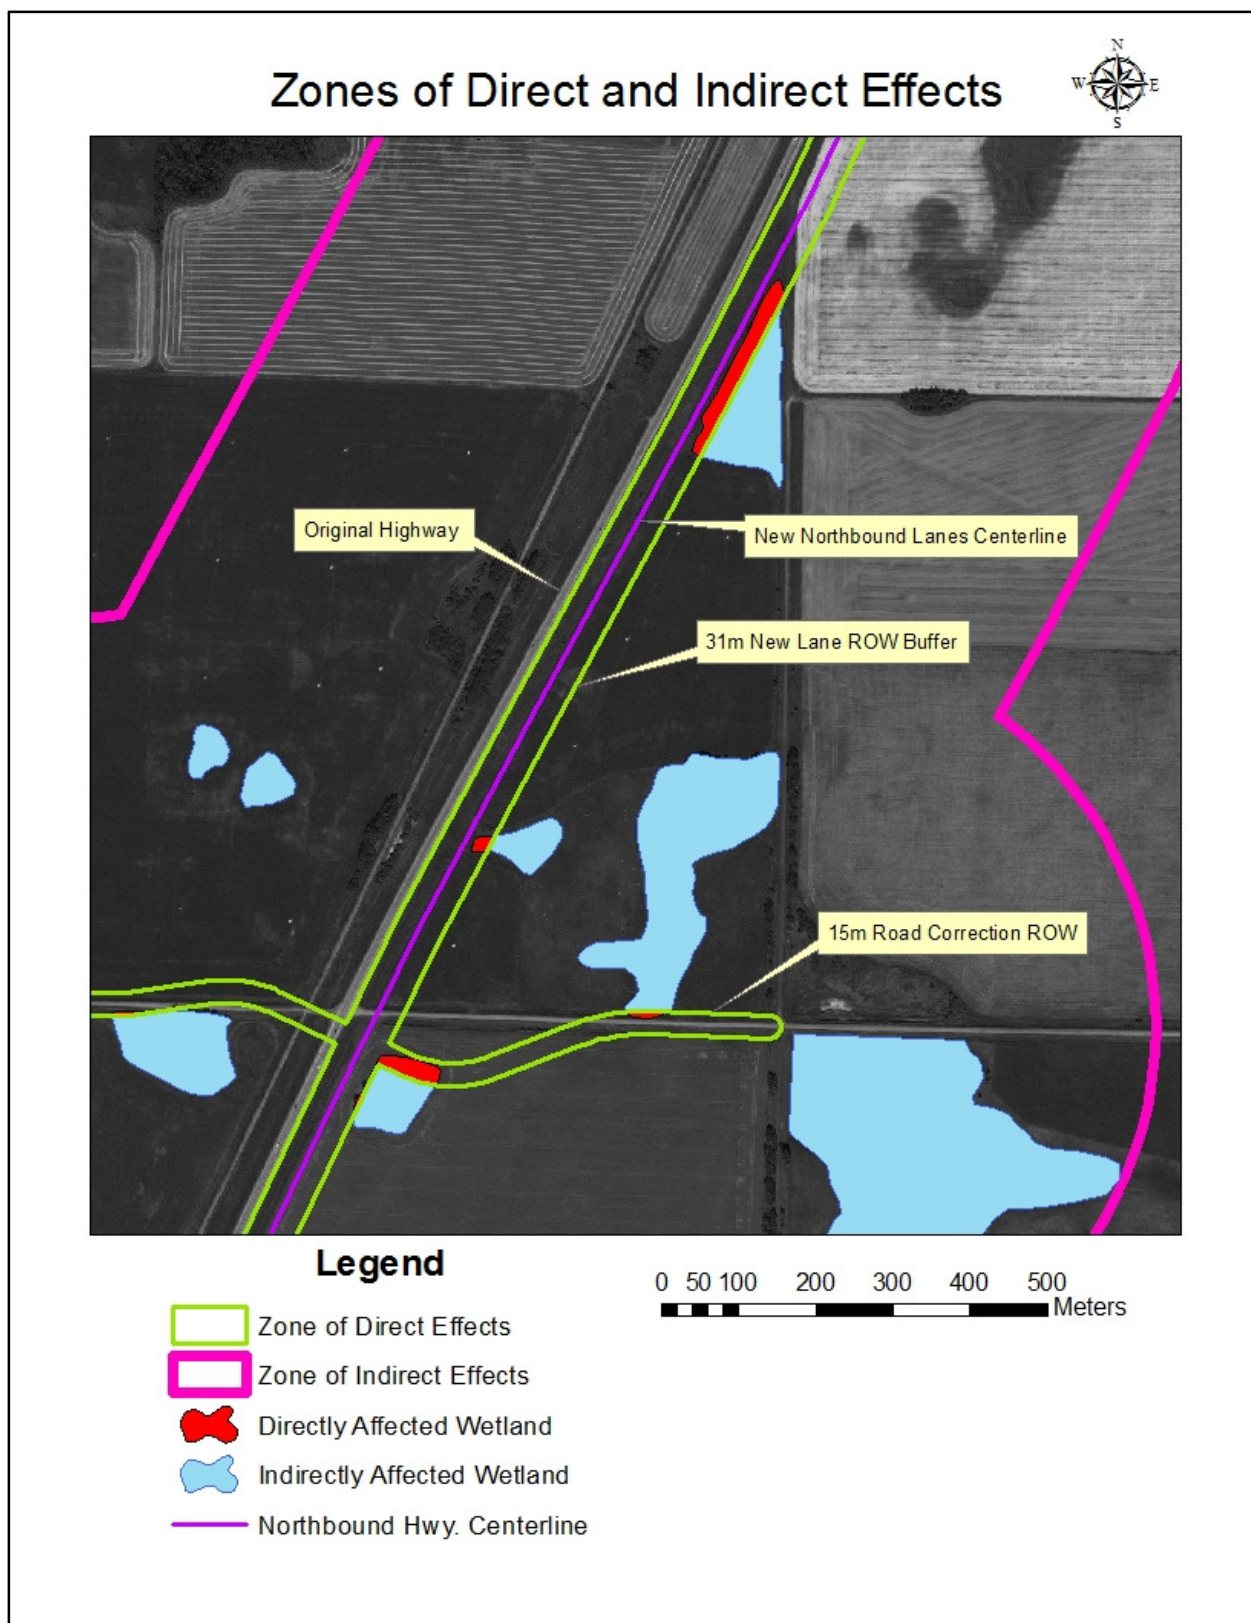 N
Zones of Direct and Indirect Effects
W E
S
Original Highway
New Northbound Lanes Centerline
31m New Lane ROW Buffer
15m Road Correction ROW
Legend
0 50 100 200 300 400 500
Meters
Zone of Direct Effects
Zone of Indirect Effects
Directly Affected Wetland
Indirectly Affected Wetland
Northbound Hwy. Centerline